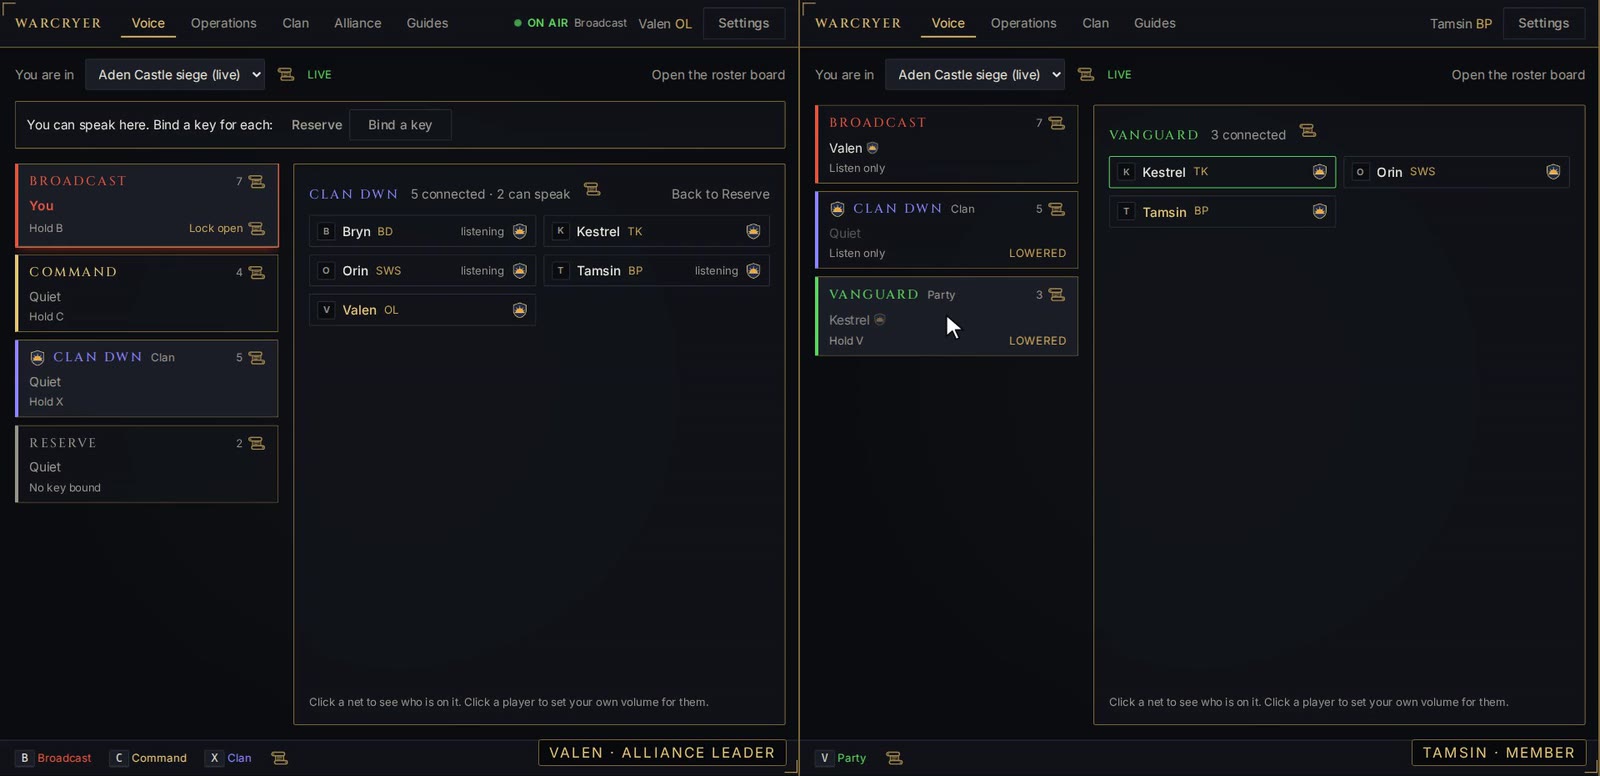 WARCRYER Voice Operations Clan Alliance Guides ON AIR Broadcast Valen OL Settings
You are in Aden Castle siege (live) LIVE Open the roster board
You can speak here. Bind a key for each: Reserve Bind a key
BROADCAST 7
You
Hold B Lock open
COMMAND 4
Quiet
Hold C
CLAN DWN Clan 5
Quiet
Hold X
RESERVE 2
Quiet
No key bound
CLAN DWN 5 connected · 2 can speak Back to Reserve
B Bryn BD listening K Kestrel TK
O Orin SWS listening T Tamsin BP listening
V Valen OL
Click a net to see who is on it. Click a player to set your own volume for them.
B Broadcast C Command X Clan VALEN · ALLIANCE LEADER
WARCRYER Voice Operations Clan Guides Tamsin BP Settings
You are in Aden Castle siege (live) LIVE Open the roster board
BROADCAST 7
Valen
Listen only
CLAN DWN Clan 5
Quiet
Listen only LOWERED
VANGUARD Party 3
Kestrel
Hold V LOWERED
VANGUARD 3 connected
K Kestrel TK O Orin SWS
T Tamsin BP
Click a net to see who is on it. Click a player to set your own volume for them.
V Party TAMSIN · MEMBER